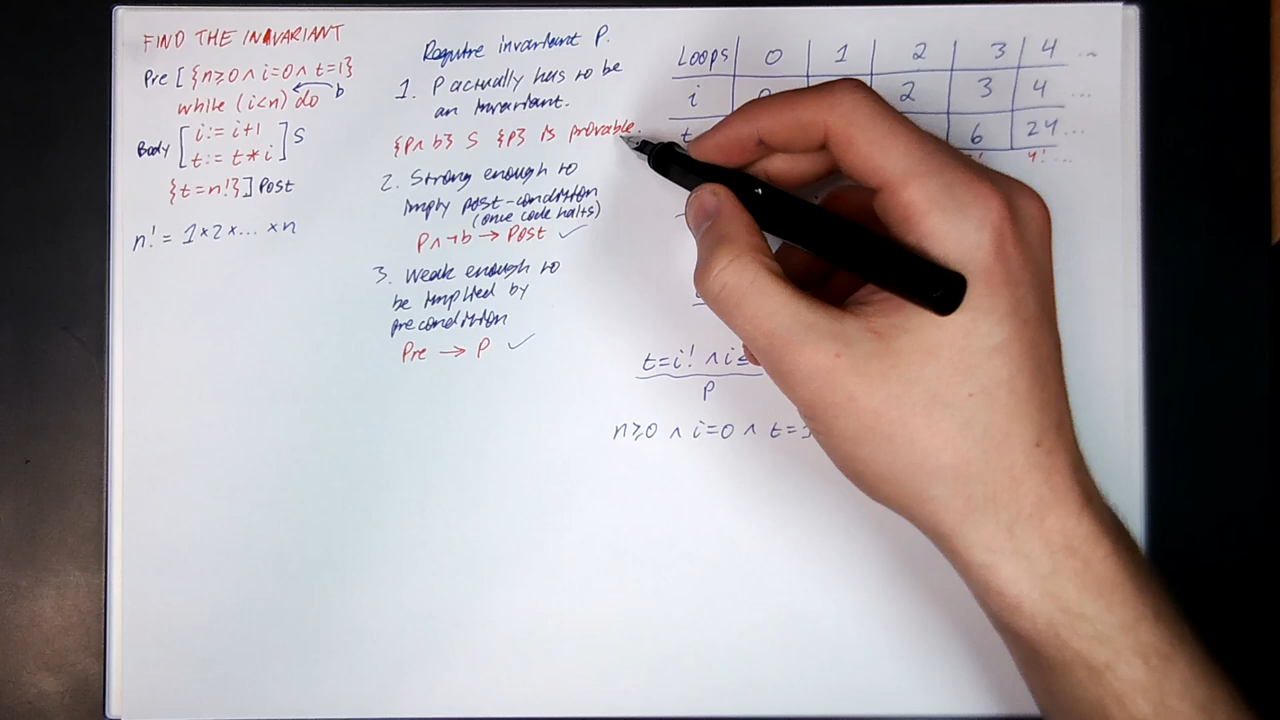 FIND THE INVARIANT
Pre [ {n≥0 ∧ i=0 ∧ t=1}
while (i<n) do b
Body [ i := i+1 ] S
t := t*i
{t=n!} ] Post
n! = 1*2*... *n
Require invariant P.
1. P actually has to be
an invariant.
{P ∧ b} S {P} is provable.
2. Strong enough to
imply post-condition
(once code halts)
P ∧ ¬b → Post ✓
3. Weak enough to
be implied by
precondition
Pre → P ✓
Loops 0 1 2 3 4 ...
i 2 3 4 ...
t 6 24 ...
4! ...
t=i! ∧ i≤
P
n≥0 ∧ i=0 ∧ t=1